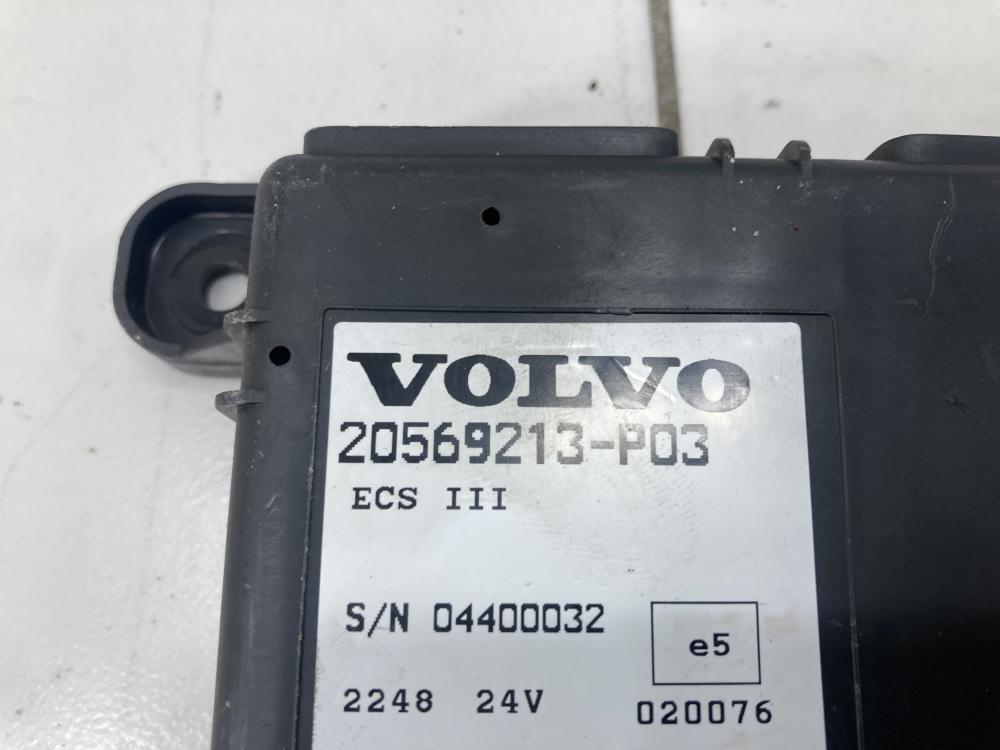 VOLVO
20569213-P03
ECS III
S/N 04400032
e5
2248 24V
020076